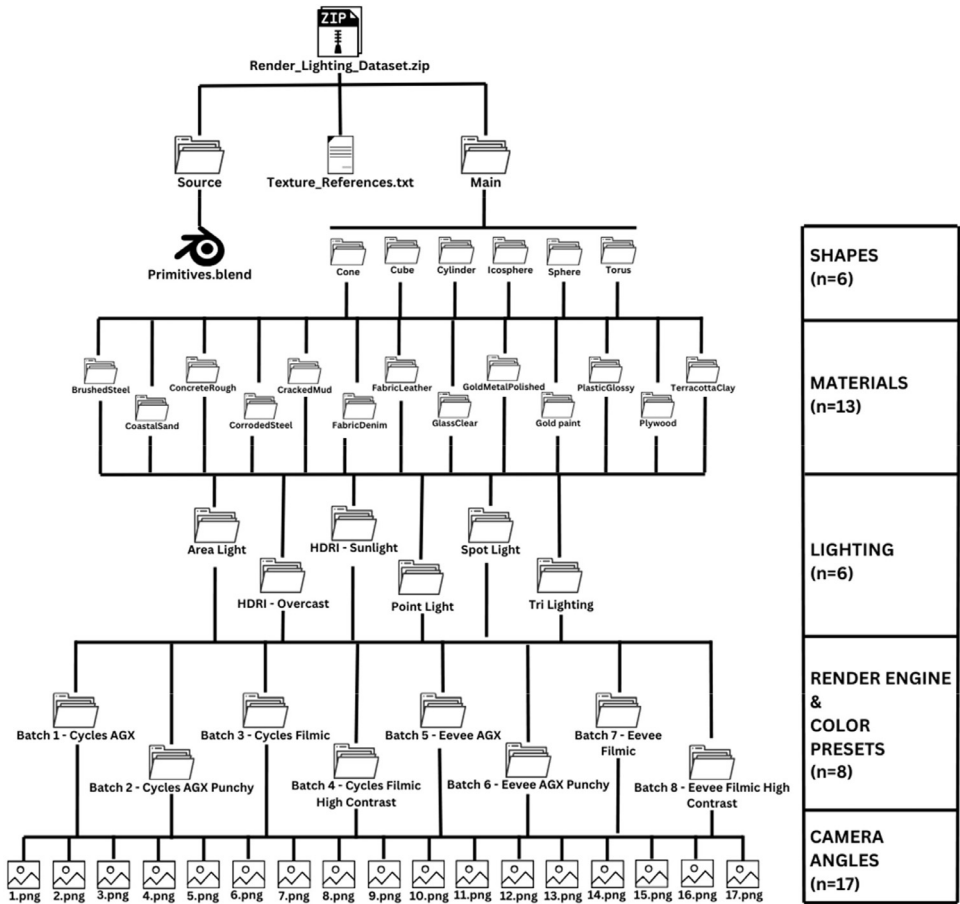 ZIP
Render_Lighting_Dataset.zip
Source
Texture_References.txt
Main
Primitives.blend
Cone
Cube
Cylinder
Icosphere
Sphere
Torus
SHAPES
(n=6)
BrushedSteel
ConcreteRough
CrackedMud
FabricLeather
GoldMetalPolished
PlasticGlossy
TerracottaClay
CoastalSand
CorrodedSteel
FabricDenim
GlassClear
Gold paint
Plywood
MATERIALS
(n=13)
Area Light
HDRI - Sunlight
Spot Light
HDRI - Overcast
Point Light
Tri Lighting
LIGHTING
(n=6)
Batch 1 - Cycles AGX
Batch 3 - Cycles Filmic
Batch 5 - Eevee AGX
Batch 7 - Eevee
Filmic
Batch 2 - Cycles AGX Punchy
Batch 4 - Cycles Filmic
High Contrast
Batch 6 - Eevee AGX Punchy
Batch 8 - Eevee Filmic High
Contrast
RENDER ENGINE
&
COLOR
PRESETS
(n=8)
1.png
2.png
3.png
4.png
5.png
6.png
7.png
8.png
9.png
10.png
11.png
12.png
13.png
14.png
15.png
16.png
17.png
CAMERA
ANGLES
(n=17)